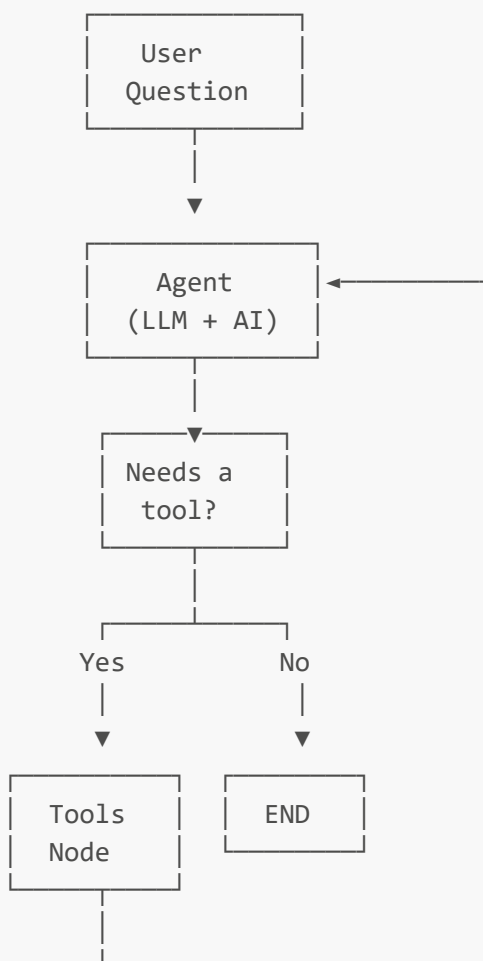 User
Question
Agent
(LLM + AI)
Needs a
tool?
Yes No
Tools END
Node